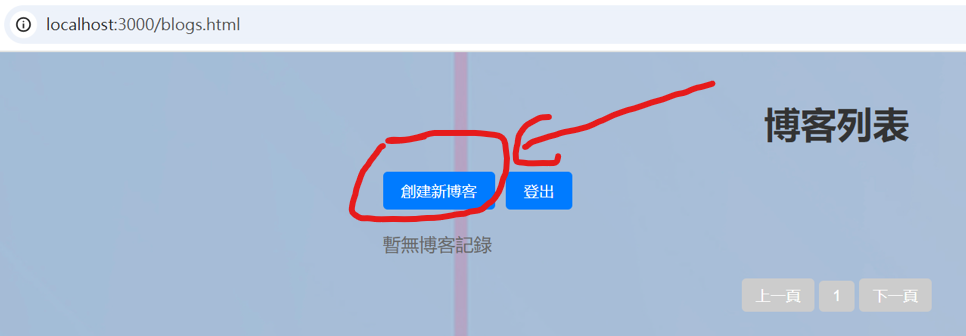 localhost:3000/blogs.html
博客列表
創建新博客 登出
暫無博客記錄
上一頁 1 下一頁